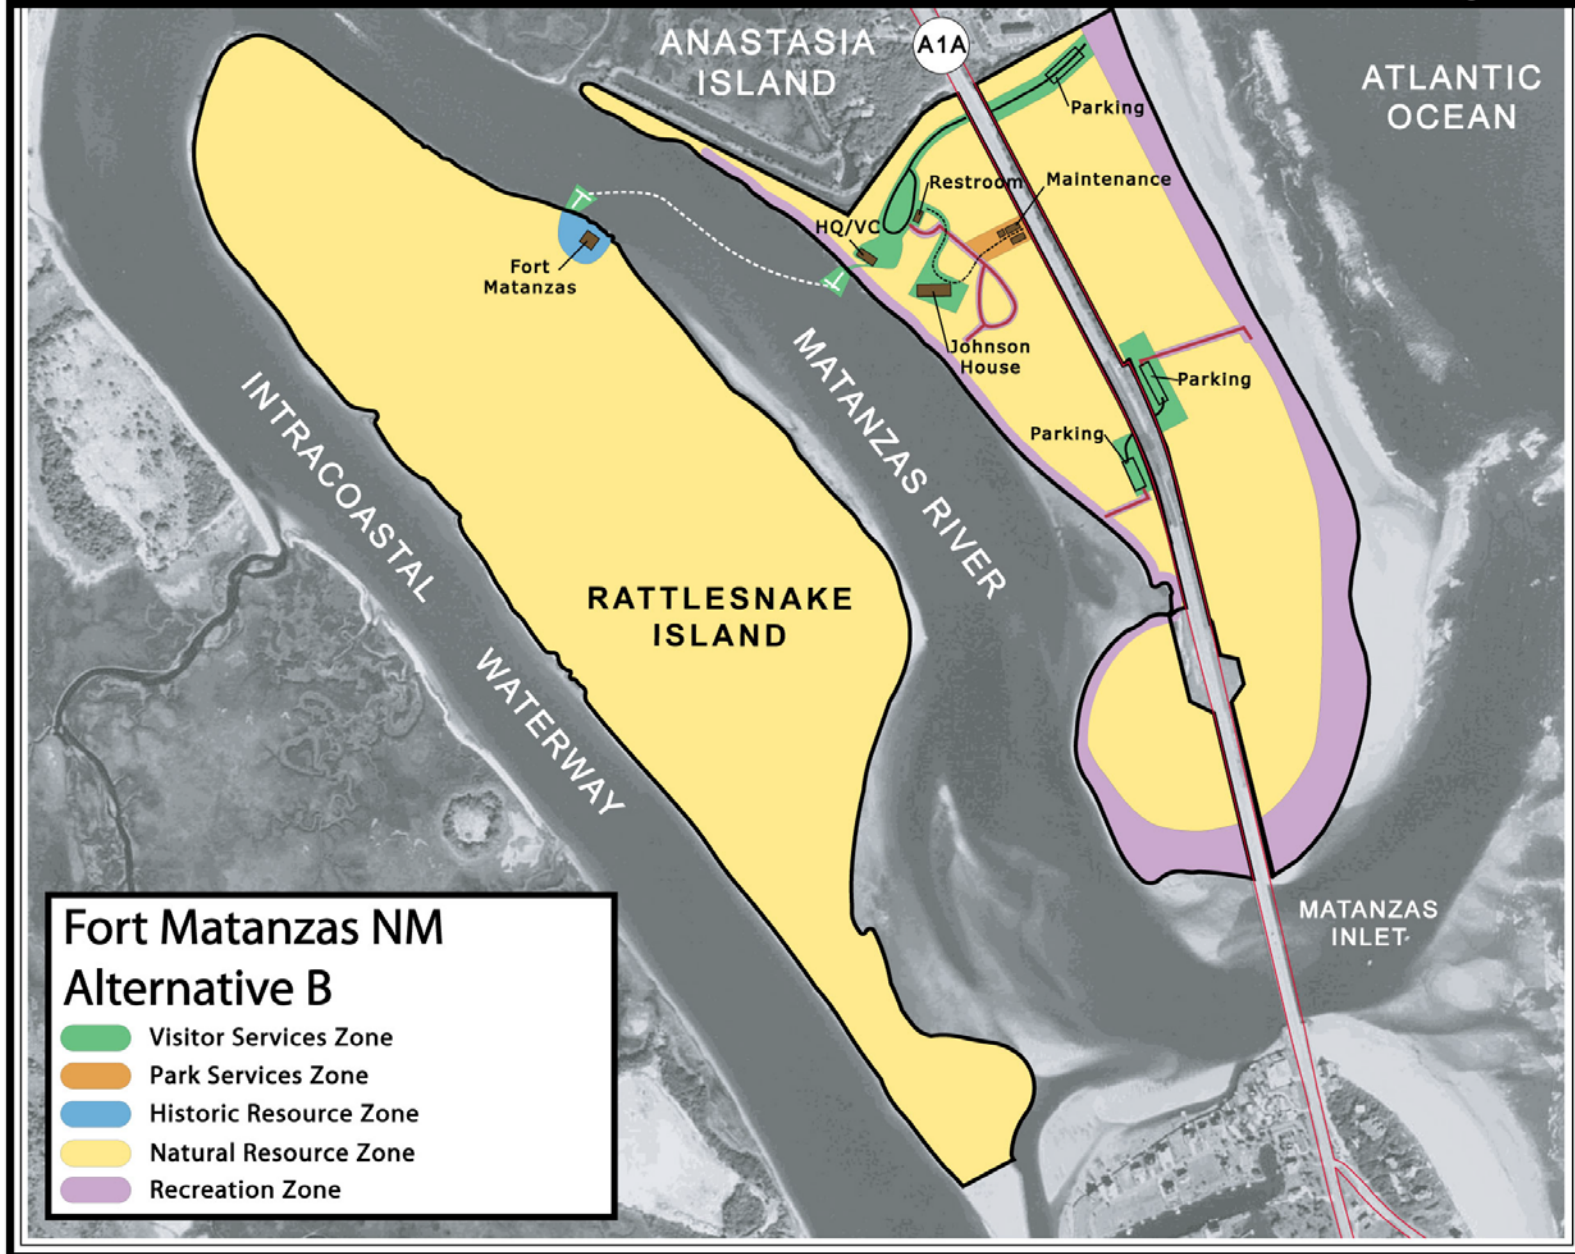 ANASTASIA
ISLAND
A1A
ATLANTIC
OCEAN
Parking
Restroom
Maintenance
HQ/VC
Fort
Matanzas
Johnson
House
Parking
Parking
MATANZAS RIVER
INTRACOASTAL
WATERWAY
RATTLESNAKE
ISLAND
MATANZAS
INLET
Fort Matanzas NM
Alternative B
Visitor Services Zone
Park Services Zone
Historic Resource Zone
Natural Resource Zone
Recreation Zone